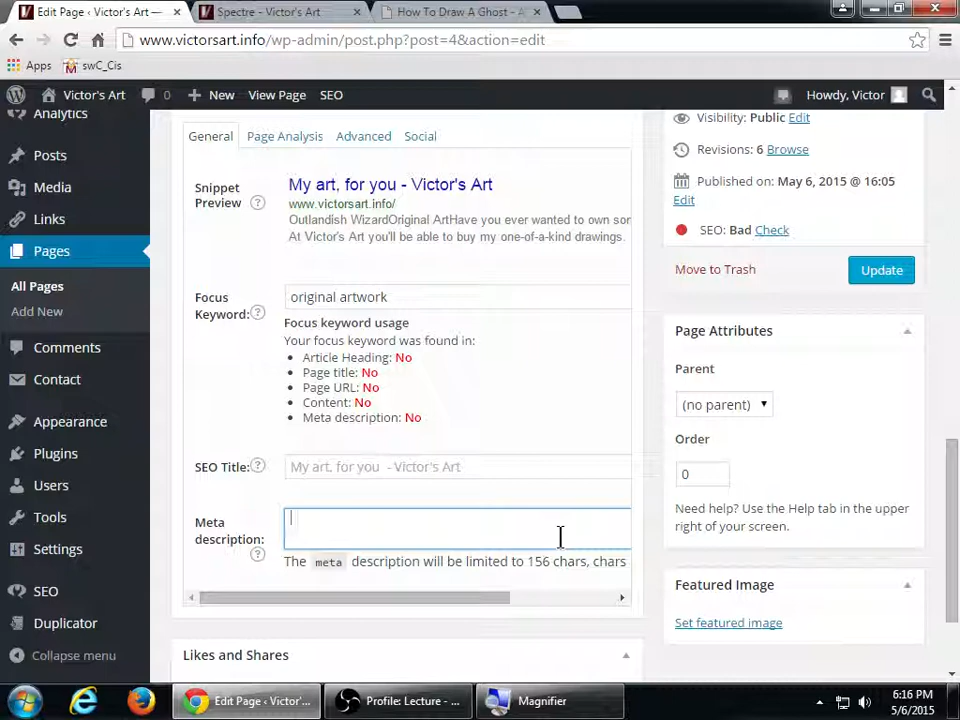 Edit Page ‹ Victor's Art —
Spectre - Victor's Art
How To Draw A Ghost - A
www.victorsart.info/wp-admin/post.php?post=4&action=edit
Apps
swC_Cis
Victor's Art
0
New
View Page
SEO
Howdy, Victor
Analytics
Posts
Media
Links
Pages
All Pages
Add New
Comments
Contact
Appearance
Plugins
Users
Tools
Settings
SEO
Duplicator
Collapse menu
General
Page Analysis
Advanced
Social
Snippet
Preview:
My art, for you - Victor's Art
www.victorsart.info/
Outlandish WizardOriginal ArtHave you ever wanted to own sor
At Victor's Art you'll be able to buy my one-of-a-kind drawings.
Focus
Keyword:
original artwork
Focus keyword usage
Your focus keyword was found in:
Article Heading: No
Page title: No
Page URL: No
Content: No
Meta description: No
SEO Title:
My art, for you - Victor's Art
Meta
description:
The meta description will be limited to 156 chars, chars
Likes and Shares
Visibility: Public Edit
Revisions: 6 Browse
Published on: May 6, 2015 @ 16:05
Edit
SEO: Bad Check
Move to Trash
Update
Page Attributes
Parent
(no parent)
Order
0
Need help? Use the Help tab in the upper
right of your screen.
Featured Image
Set featured image
Edit Page ‹ Victor'...
Profile: Lecture - ...
Magnifier
6:16 PM
5/6/2015